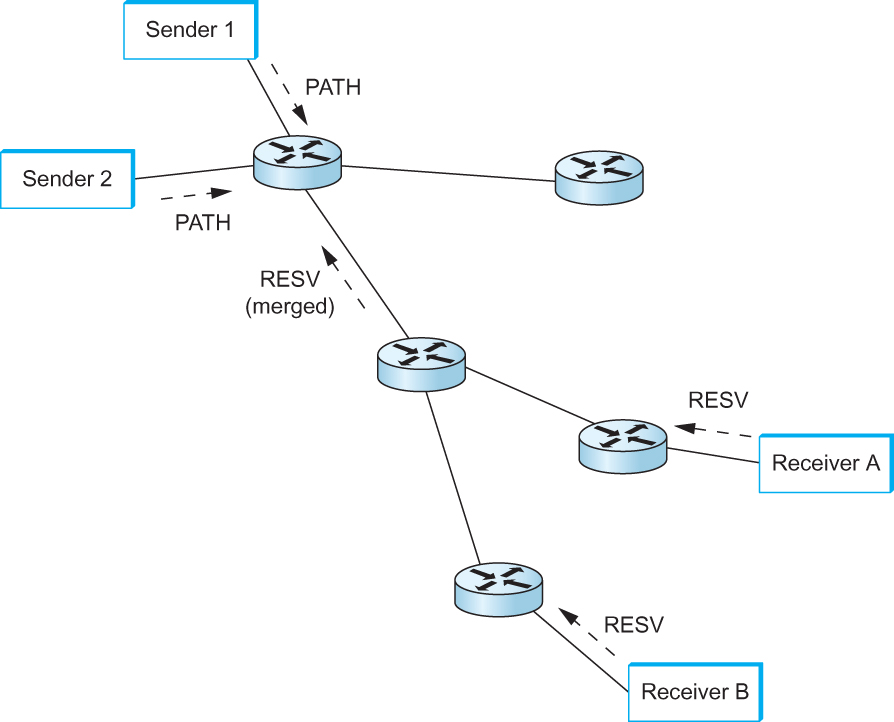 Sender 1
PATH
Sender 2
PATH
RESV
(merged)
RESV
Receiver A
RESV
Receiver B